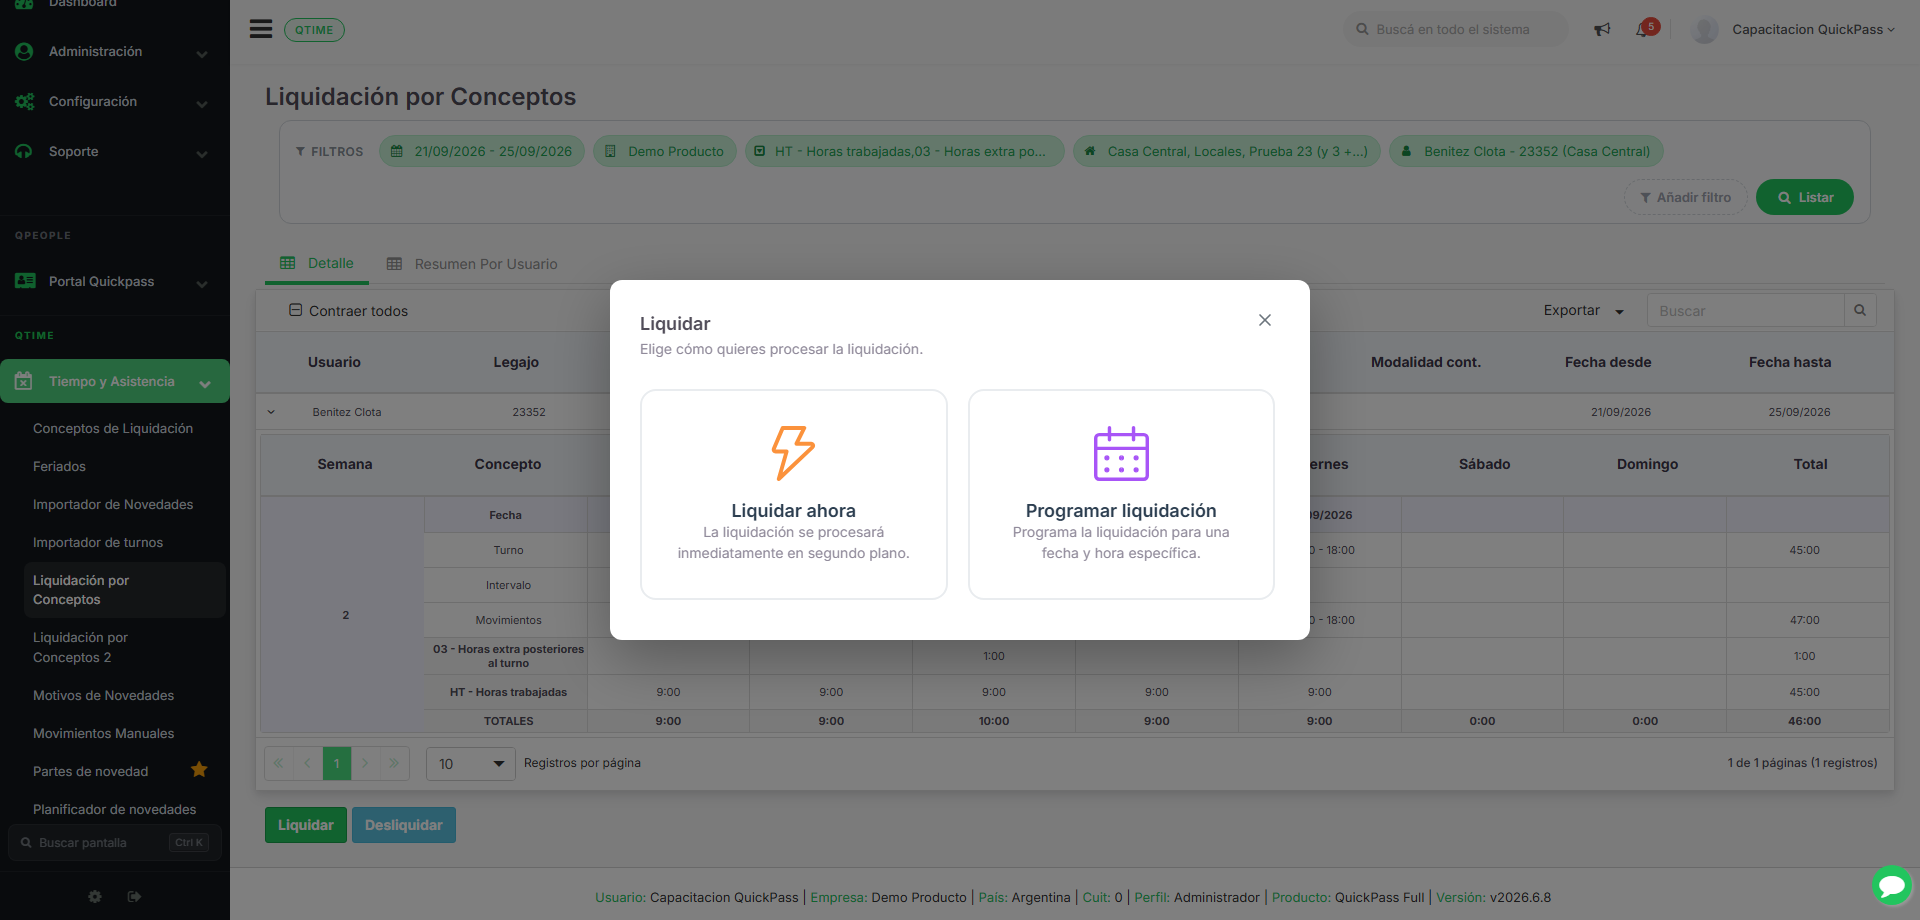 Dashboard
Administración
Configuración
Soporte
QPEOPLE
Portal Quickpass
QTIME
Tiempo y Asistencia
Conceptos de Liquidación
Feriados
Importador de Novedades
Importador de turnos
Liquidación por
Conceptos
Liquidación por
Conceptos 2
Motivos de Novedades
Movimientos Manuales
Partes de novedad
Planificador de novedades
Buscar pantalla Ctrl K
QTIME
Buscá en todo el sistema
5
Capacitacion QuickPass
Liquidación por Conceptos
FILTROS 21/09/2026 - 25/09/2026 Demo Producto HT - Horas trabajadas,03 - Horas extra po... Casa Central, Locales, Prueba 23 (y 3 +...) Benitez Clota - 23352 (Casa Central)
Añadir filtro Listar
Detalle Resumen Por Usuario
Contraer todos Exportar Buscar
Usuario Legajo Modalidad cont. Fecha desde Fecha hasta
Benitez Clota 23352 21/09/2026 25/09/2026
Semana Concepto ernes Sábado Domingo Total
Fecha 09/2026
Turno 0 - 18:00 45:00
Intervalo
2
Movimientos 0 - 18:00 47:00
03 - Horas extra posteriores
al turno 1:00 1:00
HT - Horas trabajadas 9:00 9:00 9:00 9:00 9:00 45:00
TOTALES 9:00 9:00 10:00 9:00 9:00 0:00 0:00 46:00
« ‹ 1 › » 10 Registros por página 1 de 1 páginas (1 registros)
Liquidar Desliquidar
Liquidar
Elige cómo quieres procesar la liquidación.
Liquidar ahora
La liquidación se procesará
inmediatamente en segundo plano.
Programar liquidación
Programa la liquidación para una
fecha y hora específica.
Usuario: Capacitacion QuickPass | Empresa: Demo Producto | País: Argentina | Cuit: 0 | Perfil: Administrador | Producto: QuickPass Full | Versión: v2026.6.8